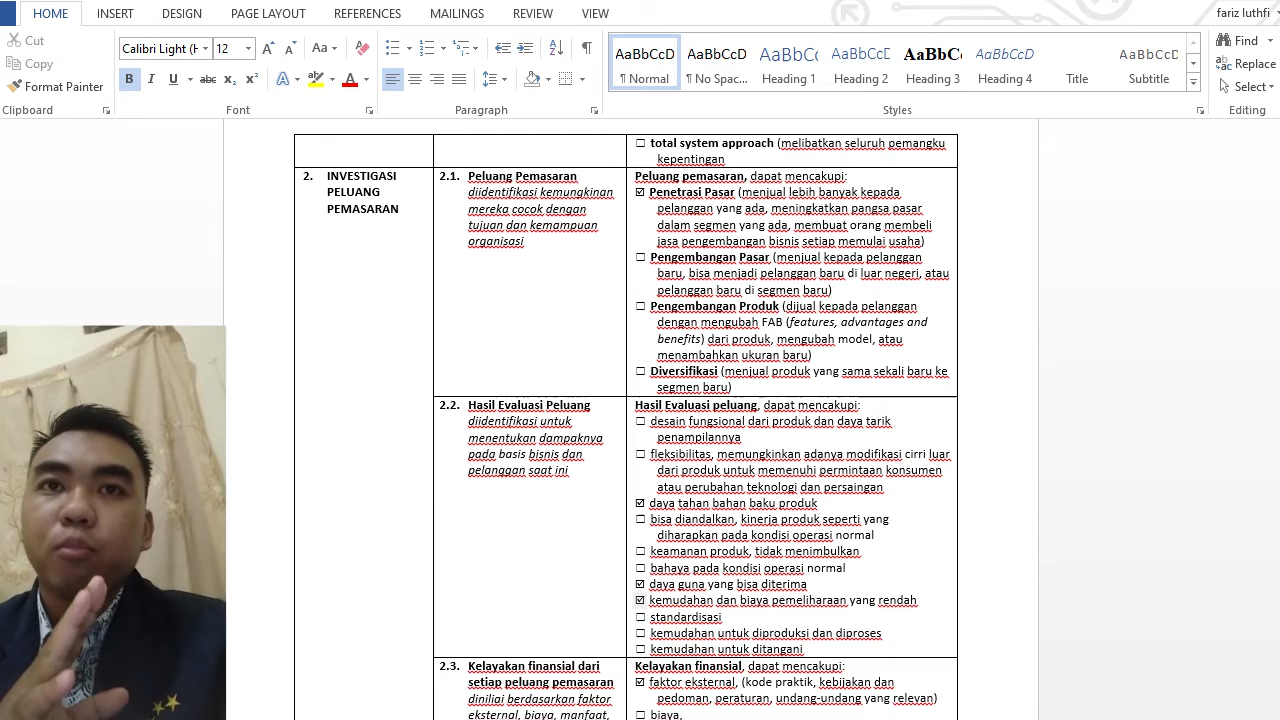 HOME INSERT DESIGN PAGE LAYOUT REFERENCES MAILINGS REVIEW VIEW fariz luthfi
Cut
Copy
Format Painter
Clipboard
Calibri Light (H 12
Font
Paragraph
AaBbCcD AaBbCcD AaBbC AaBbCcD AaBbC AaBbCcD AaBbCcD
¶ Normal ¶ No Spac... Heading 1 Heading 2 Heading 3 Heading 4 Title Subtitle
Styles
Find
Replace
Select
Editing
☐ total system approach (melibatkan seluruh pemangku
kepentingan
2. INVESTIGASI
PELUANG
PEMASARAN
2.1. Peluang Pemasaran
diidentifikasi kemungkinan
mereka cocok dengan
tujuan dan kemampuan
organisasi
Peluang pemasaran, dapat mencakupi:
☑ Penetrasi Pasar (menjual lebih banyak kepada
pelanggan yang ada, meningkatkan pangsa pasar
dalam segmen yang ada, membuat orang membeli
jasa pengembangan bisnis setiap memulai usaha)
☐ Pengembangan Pasar (menjual kepada pelanggan
baru, bisa menjadi pelanggan baru di luar negeri, atau
pelanggan baru di segmen baru)
☐ Pengembangan Produk (dijual kepada pelanggan
dengan mengubah FAB (features, advantages and
benefits) dari produk, mengubah model, atau
menambahkan ukuran baru)
☐ Diversifikasi (menjual produk yang sama sekali baru ke
segmen baru)
2.2. Hasil Evaluasi Peluang
diidentifikasi untuk
menentukan dampaknya
pada basis bisnis dan
pelanggan saat ini
Hasil Evaluasi peluang, dapat mencakupi:
☐ desain fungsional dari produk dan daya tarik
penampilannya
☐ fleksibilitas, memungkinkan adanya modifikasi cirri luar
dari produk untuk memenuhi permintaan konsumen
atau perubahan teknologi dan persaingan
☑ daya tahan bahan baku produk
☐ bisa diandalkan, kinerja produk seperti yang
diharapkan pada kondisi operasi normal
☐ keamanan produk, tidak menimbulkan
☐ bahaya pada kondisi operasi normal
☑ daya guna yang bisa diterima
☑ kemudahan dan biaya pemeliharaan yang rendah
☐ standardisasi
☐ kemudahan untuk diproduksi dan diproses
☐ kemudahan untuk ditangani
2.3. Kelayakan finansial dari
setiap peluang pemasaran
dinilai berdasarkan faktor
eksternal, biaya, manfaat,
Kelayakan finansial, dapat mencakupi:
☑ faktor eksternal, (kode praktik, kebijakan dan
pedoman, peraturan, undang-undang yang relevan)
☐ biaya,